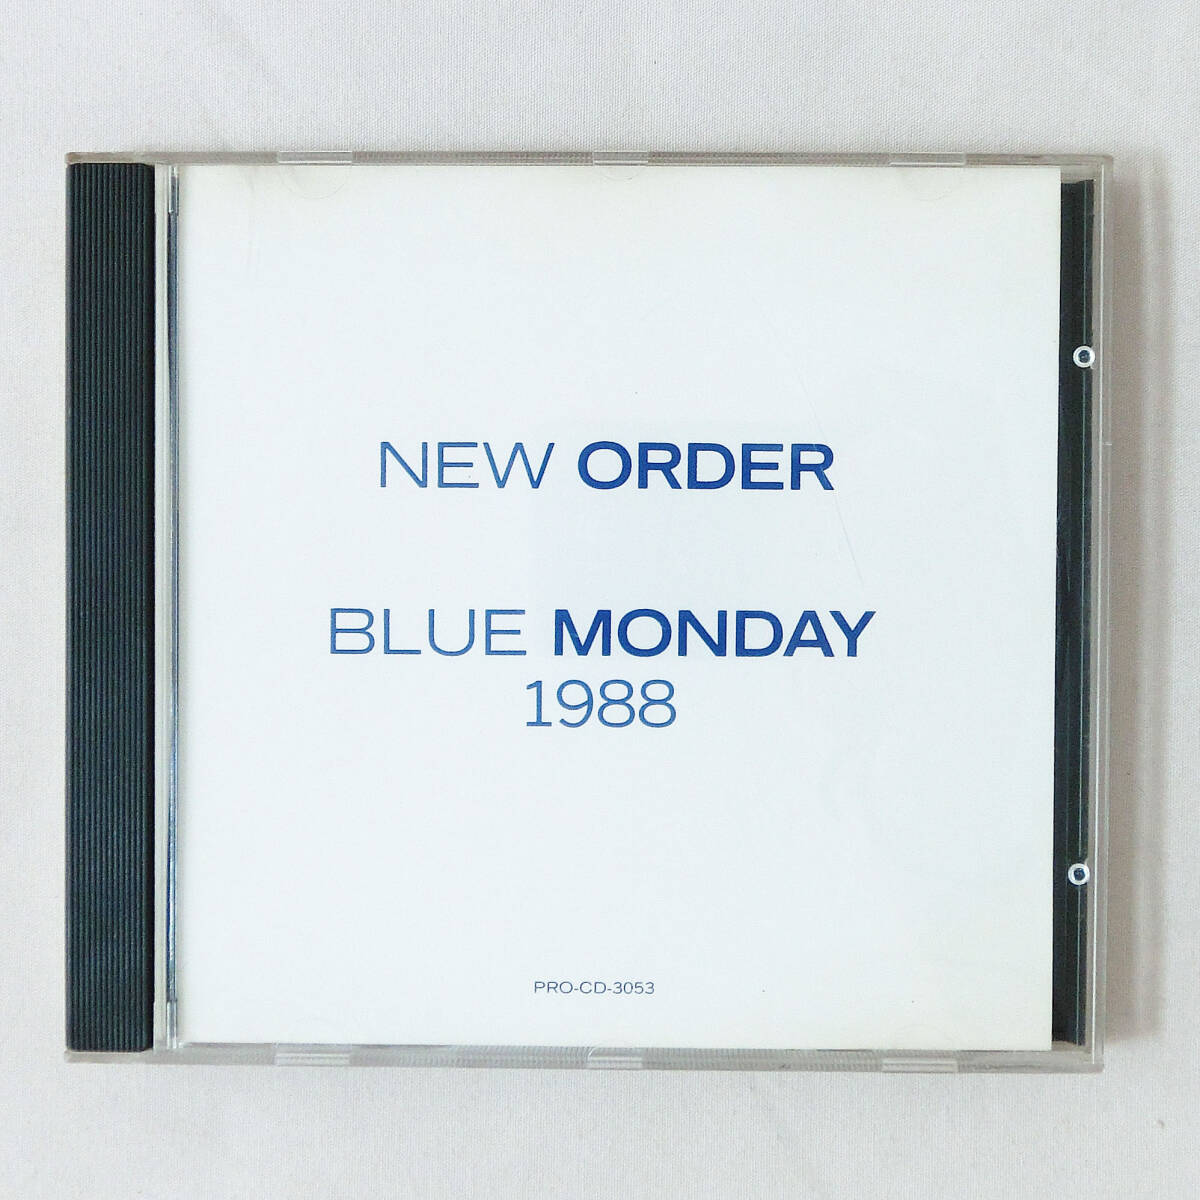 NEW ORDER
BLUE MONDAY
1988
PRO-CD-3053